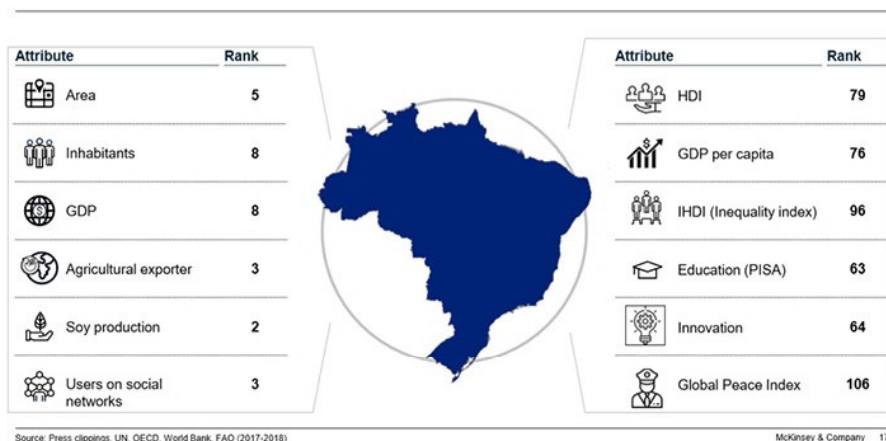 Attribute Rank
Area 5
Inhabitants 8
GDP 8
Agricultural exporter 3
Soy production 2
Users on social
networks 3
Attribute Rank
HDI 79
GDP per capita 76
IHDI (Inequality index) 96
Education (PISA) 63
Innovation 64
Global Peace Index 106
Source: Press clippings, UN, OECD, World Bank, FAO (2017-2018)
McKinsey & Company